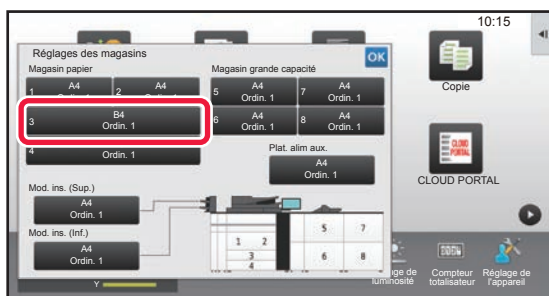 10:15
Réglages des magasins
OK
Magasin papier
Magasin grande capacité
1 A4
2 A4
5 A4
Ordin. 1
7 A4
Ordin. 1
3 B4
Ordin. 1
6 A4
Ordin. 1
8 A4
Ordin. 1
4
Ordin. 1
Plat. alim aux.
A4
Ordin. 1
Mod. ins. (Sup.)
A4
Ordin. 1
Mod. ins. (Inf.)
A4
Ordin. 1
1 2
3
4
5 7
6 8
Y
Copie
CLOUD PORTAL
CLOUD PORTAL
luminosité
Compteur
totalisateur
Réglage de
l'appareil